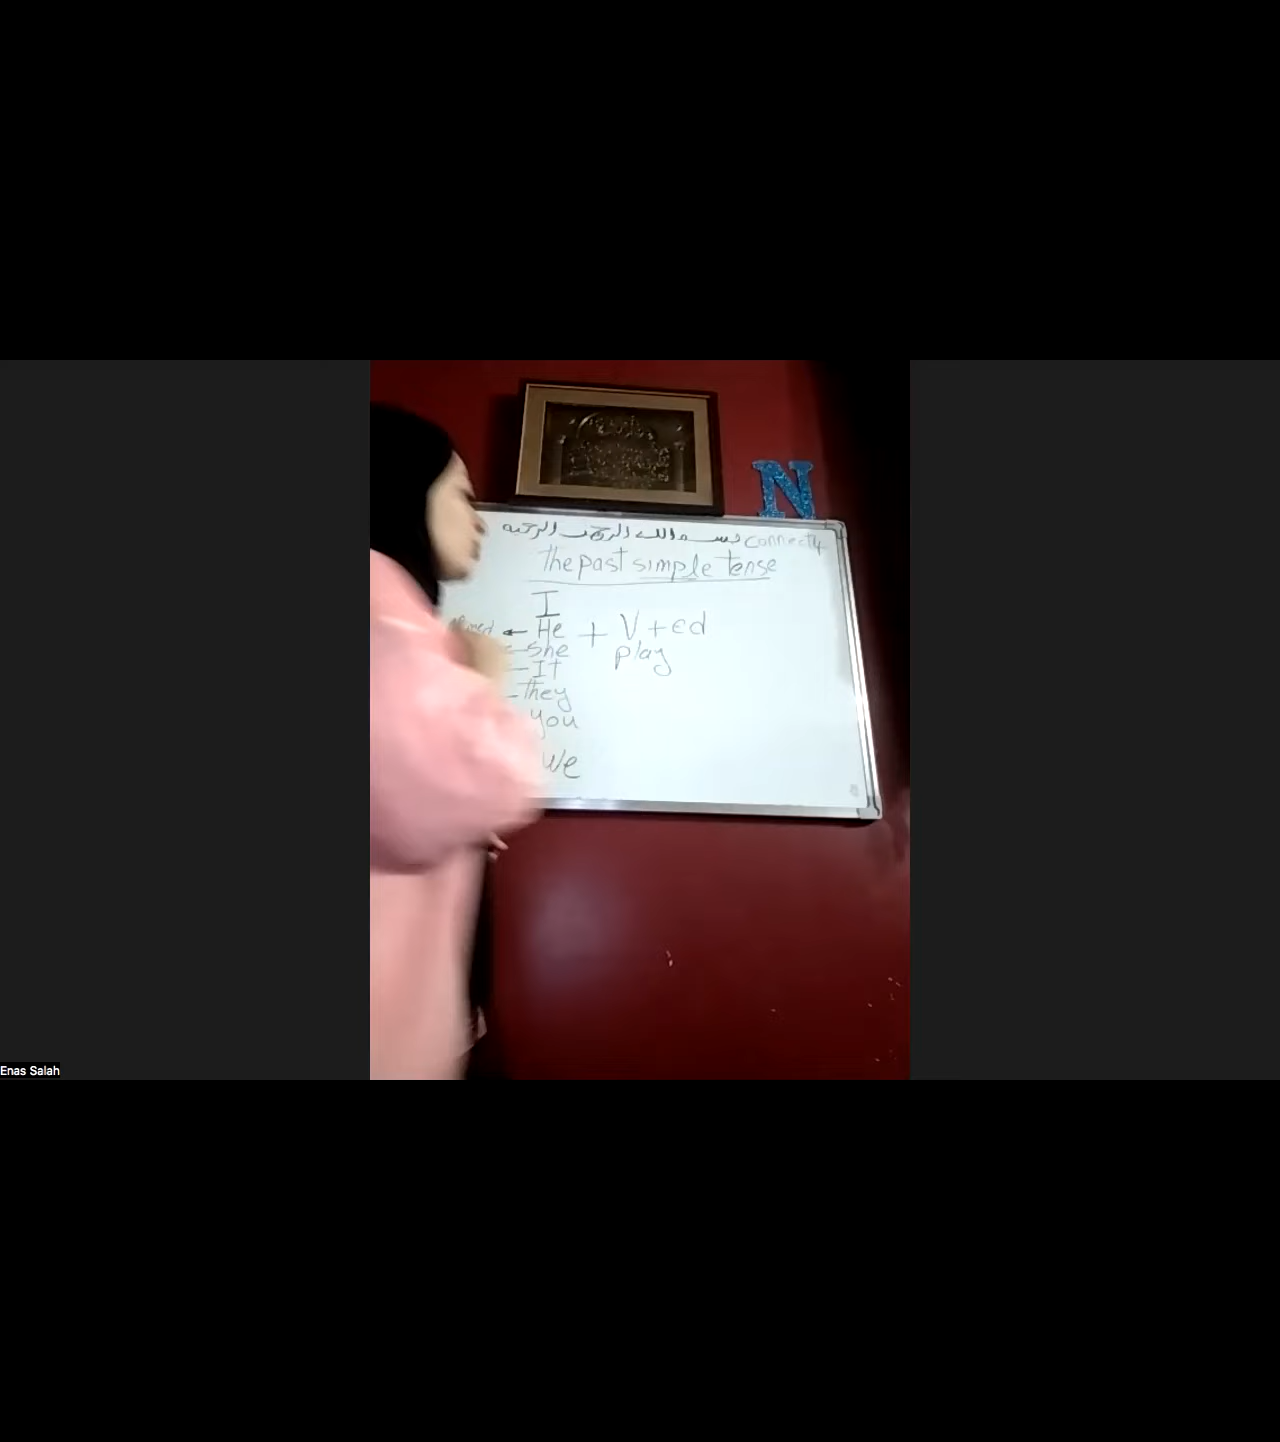 N
بسم الله الرحمن الرحيم connect4
the past simple tense
I
← He + V + ed
← She play
– It
– They
you
we
Enas Salah